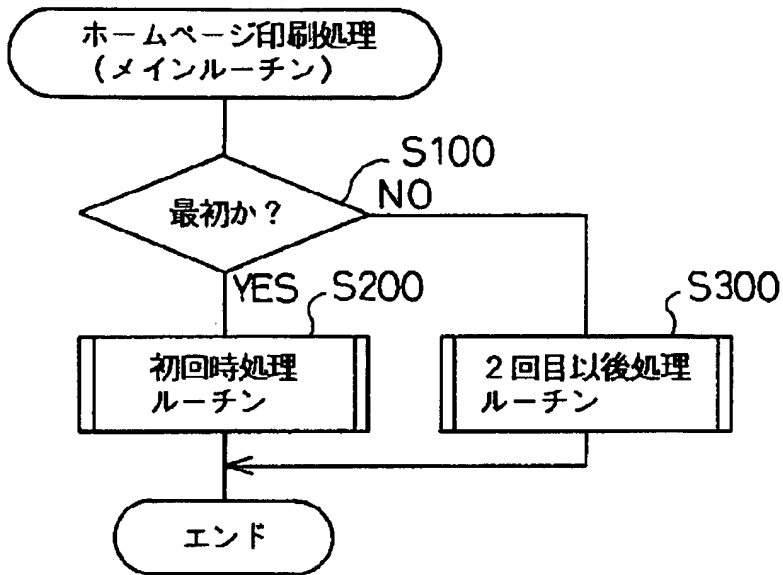 ホームページ印刷処理
(メインルーチン)
S100
最初か?
NO
YES
S200
S300
初回時処理
ルーチン
2回目以後処理
ルーチン
エンド